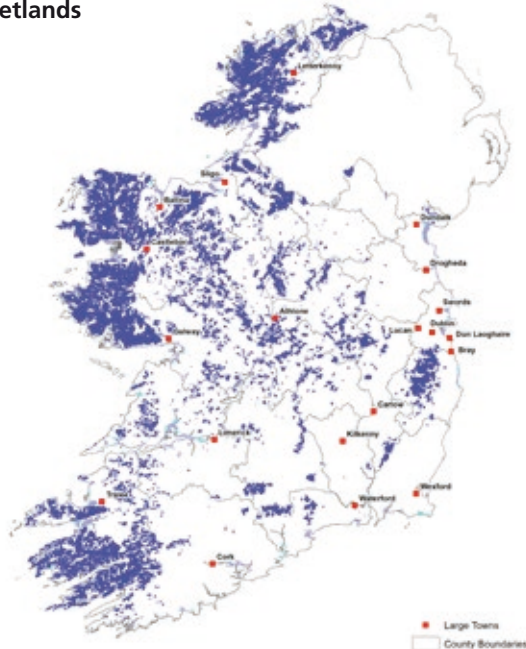 etlands
Letterkenny
Sligo
Ballina
Castlebar
Dundalk
Drogheda
Swords
Athlone
Lucan
Dublin
Dun Laoghaire
Galway
Bray
Carlow
Limerick
Kilkenny
Tralee
Wexford
Waterford
Cork
Large Towns
County Boundaries